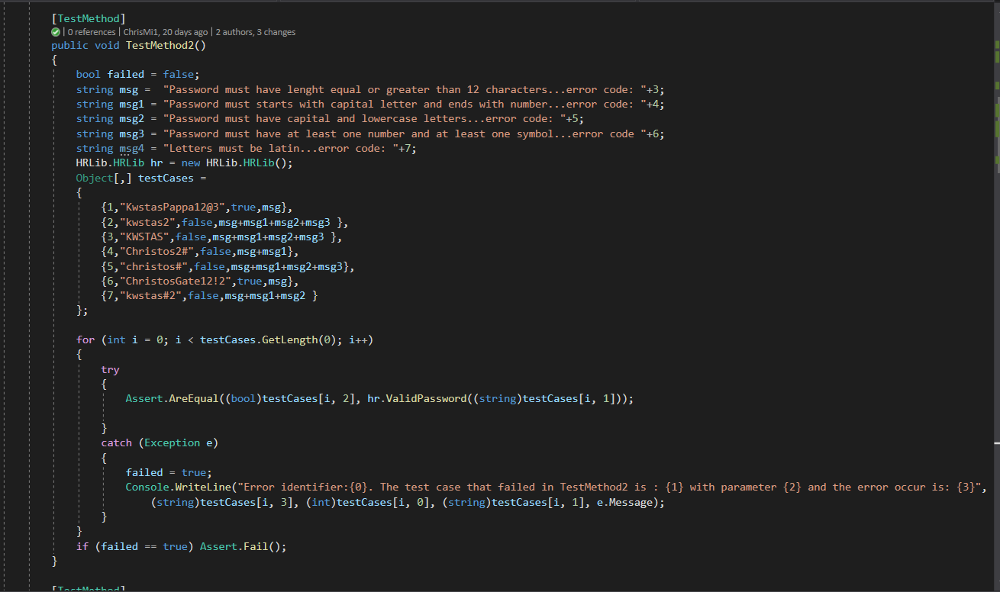 [TestMethod]
| 0 references | ChrisMi1, 20 days ago | 2 authors, 3 changes
public void TestMethod2()
{
bool failed = false;
string msg =  "Password must have lenght equal or greater than 12 characters...error code: "+3;
string msg1 = "Password must starts with capital letter and ends with number...error code: "+4;
string msg2 = "Password must have capital and lowercase letters...error code: "+5;
string msg3 = "Password must have at least one number and at least one symbol...error code "+6;
string msg4 = "Letters must be latin...error code: "+7;
HRLib.HRLib hr = new HRLib.HRLib();
Object[,] testCases =
{
{1,"KwstasPappa12@3",true,msg},
{2,"kwstas2",false,msg+msg1+msg2+msg3 },
{3,"KWSTAS",false,msg+msg1+msg2+msg3 },
{4,"Christos2#",false,msg+msg1},
{5,"christos#",false,msg+msg1+msg2+msg3},
{6,"ChristosGate12!2",true,msg},
{7,"kwstas#2",false,msg+msg1+msg2 }
};
for (int i = 0; i < testCases.GetLength(0); i++)
{
try
{
Assert.AreEqual((bool)testCases[i, 2], hr.ValidPassword((string)testCases[i, 1]));
}
catch (Exception e)
{
failed = true;
Console.WriteLine("Error identifier:{0}. The test case that failed in TestMethod2 is : {1} with parameter {2} and the error occur is: {3}",
(string)testCases[i, 3], (int)testCases[i, 0], (string)testCases[i, 1], e.Message);
}
}
if (failed == true) Assert.Fail();
}
[TestMethod]